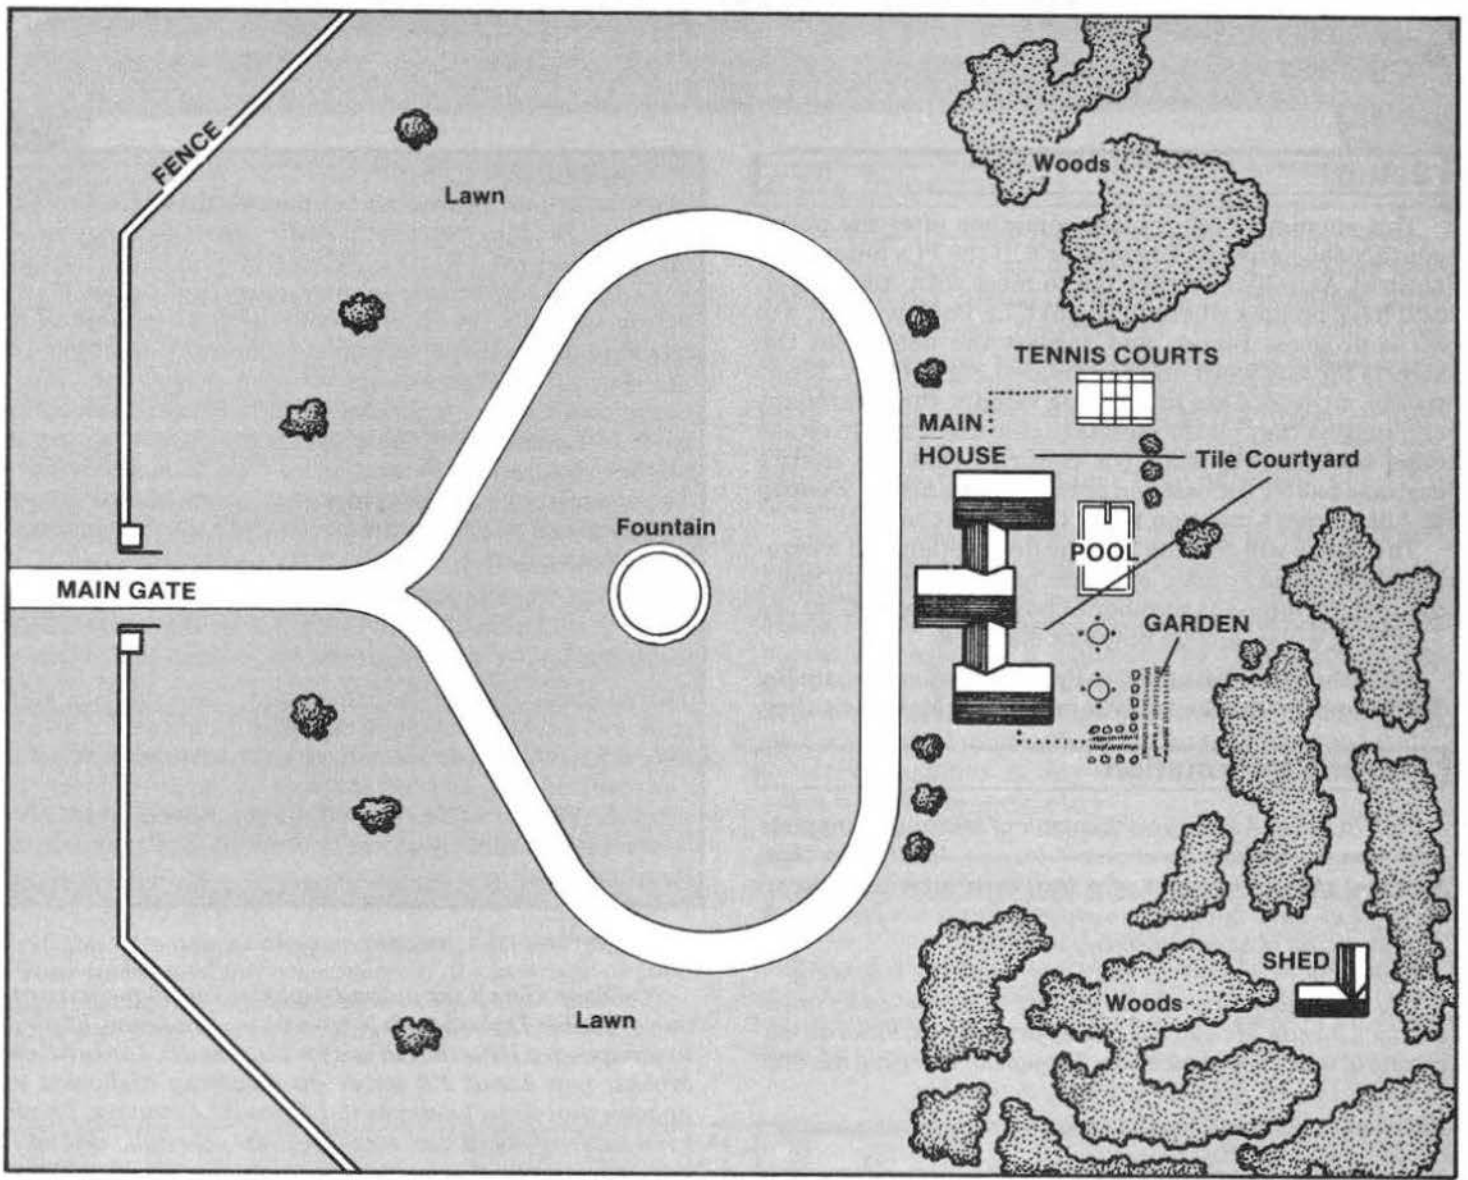 FENCE
Lawn
Woods
TENNIS COURTS
MAIN
HOUSE
Tile Courtyard
Fountain
POOL
MAIN GATE
GARDEN
SHED
Woods
Lawn